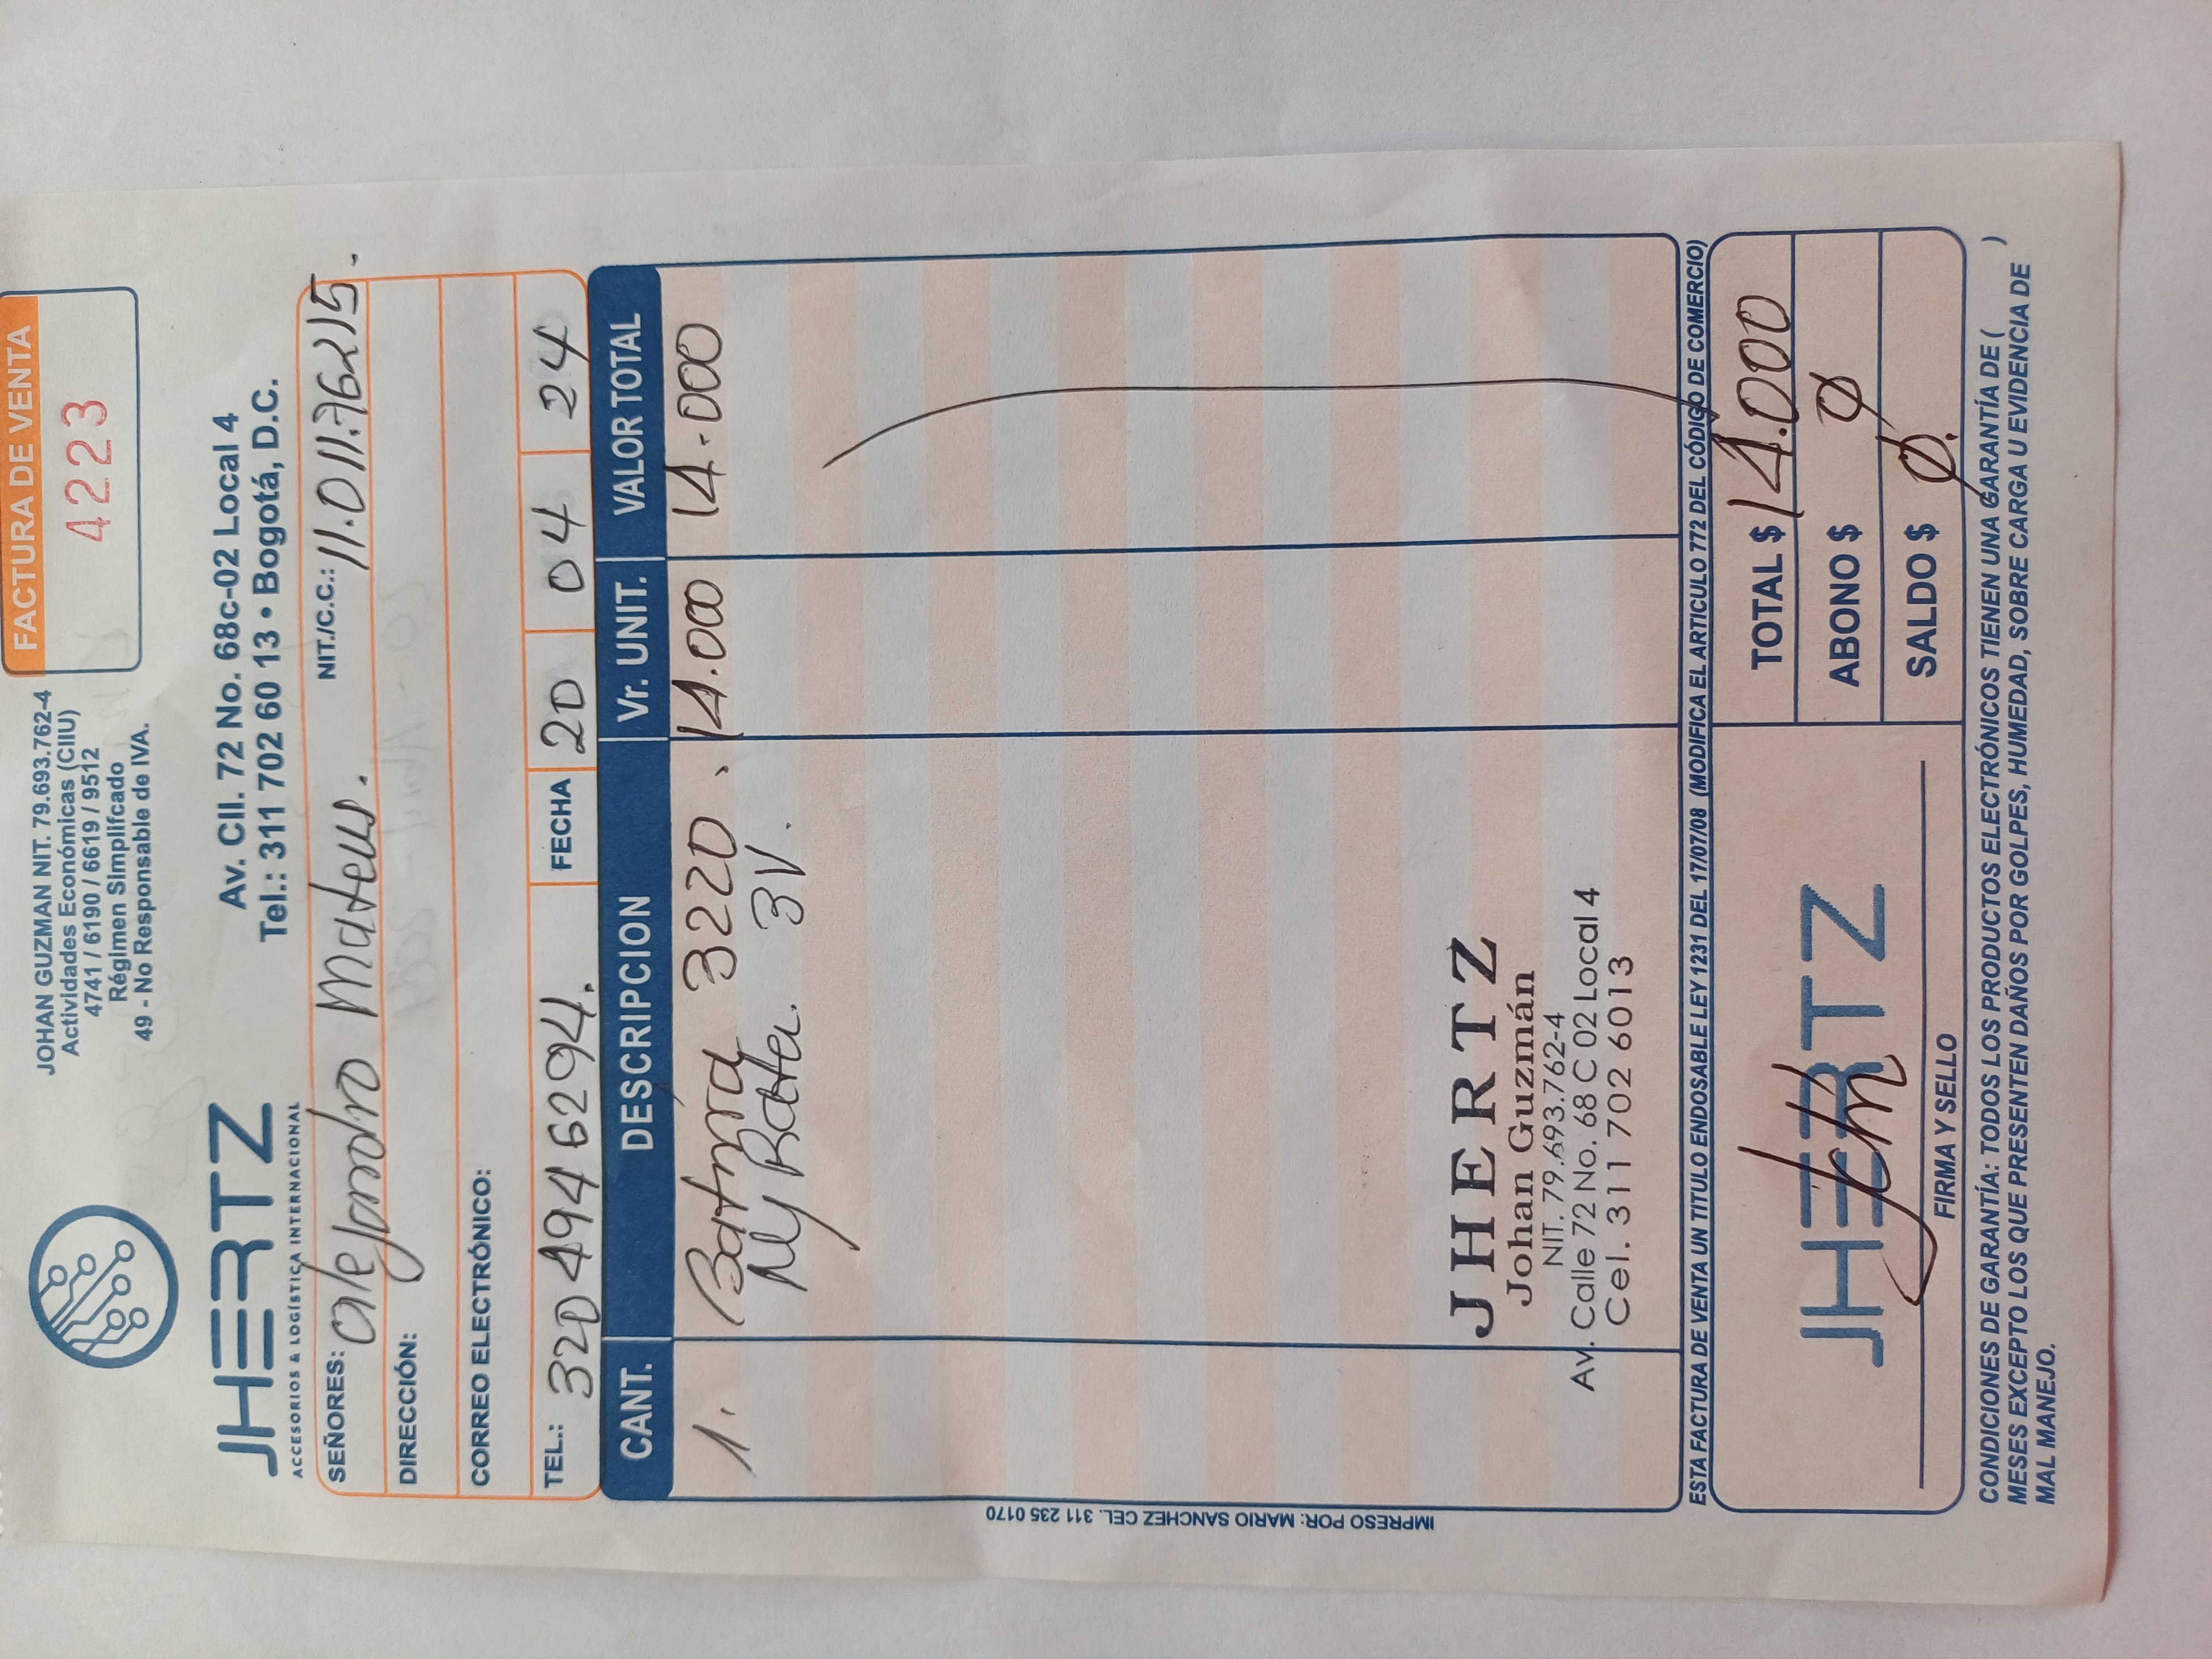 JOHAN GUZMAN NIT. 79.693.762-4
Actividades Económicas (CIIU)
4741 / 6190 / 6619 / 9512
Régimen Simplifcado
49 - No Responsable de IVA.
FACTURA DE VENTA
4223
JHERTZ
ACCESORIOS & LOGÍSTICA INTERNACIONAL
Av. Cll. 72 No. 68c-02 Local 4
Tel.: 311 702 60 13 • Bogotá, D.C.
SEÑORES: alejandro Mateus. NIT./C.C.: 11.011.76215.
DIRECCIÓN:
CORREO ELECTRÓNICO:
TEL.: 320 494 6294. FECHA 20 04 24
CANT. DESCRIPCION Vr. UNIT. VALOR TOTAL
1. Bateria 3220. 14.000 14.000
3V.
JHERTZ
Johan Guzmán
NIT. 79.693.762-4
Av. Calle 72 No. 68 C 02 Local 4
Cel. 311 702 6013
ESTA FACTURA DE VENTA UN TITULO ENDOSABLE LEY 1231 DEL 17/07/08 (MODIFICA EL ARTICULO 772 DEL CÓDIGO DE COMERCIO)
TOTAL $ 14.000
ABONO $ Ø
SALDO $ Ø.
JHERTZ
FIRMA Y SELLO
CONDICIONES DE GARANTÍA: TODOS LOS PRODUCTOS ELECTRÓNICOS TIENEN UNA GARANTÍA DE ( )
MESES EXCEPTO LOS QUE PRESENTEN DAÑOS POR GOLPES, HUMEDAD, SOBRE CARGA U EVIDENCIA DE
MAL MANEJO.
IMPRESO POR: MARIO SANCHEZ CEL. 311 235 0170